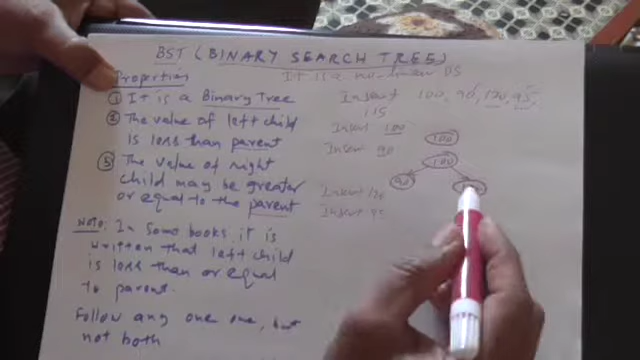 BST (BINARY SEARCH TREE)
It is a non linear DS
Properties
① It is a Binary Tree
② The value of left child
is less than parent
③ The value of right
child may be greater
or equal to the parent
Note: In some books, it is
written that left child
is less than or equal
to parent.
Follow any one one, but
not both
Insert 100, 90, 120, 95,
115
Insert 100
100
Insert 90
100
90
Insert 120
Insert 95